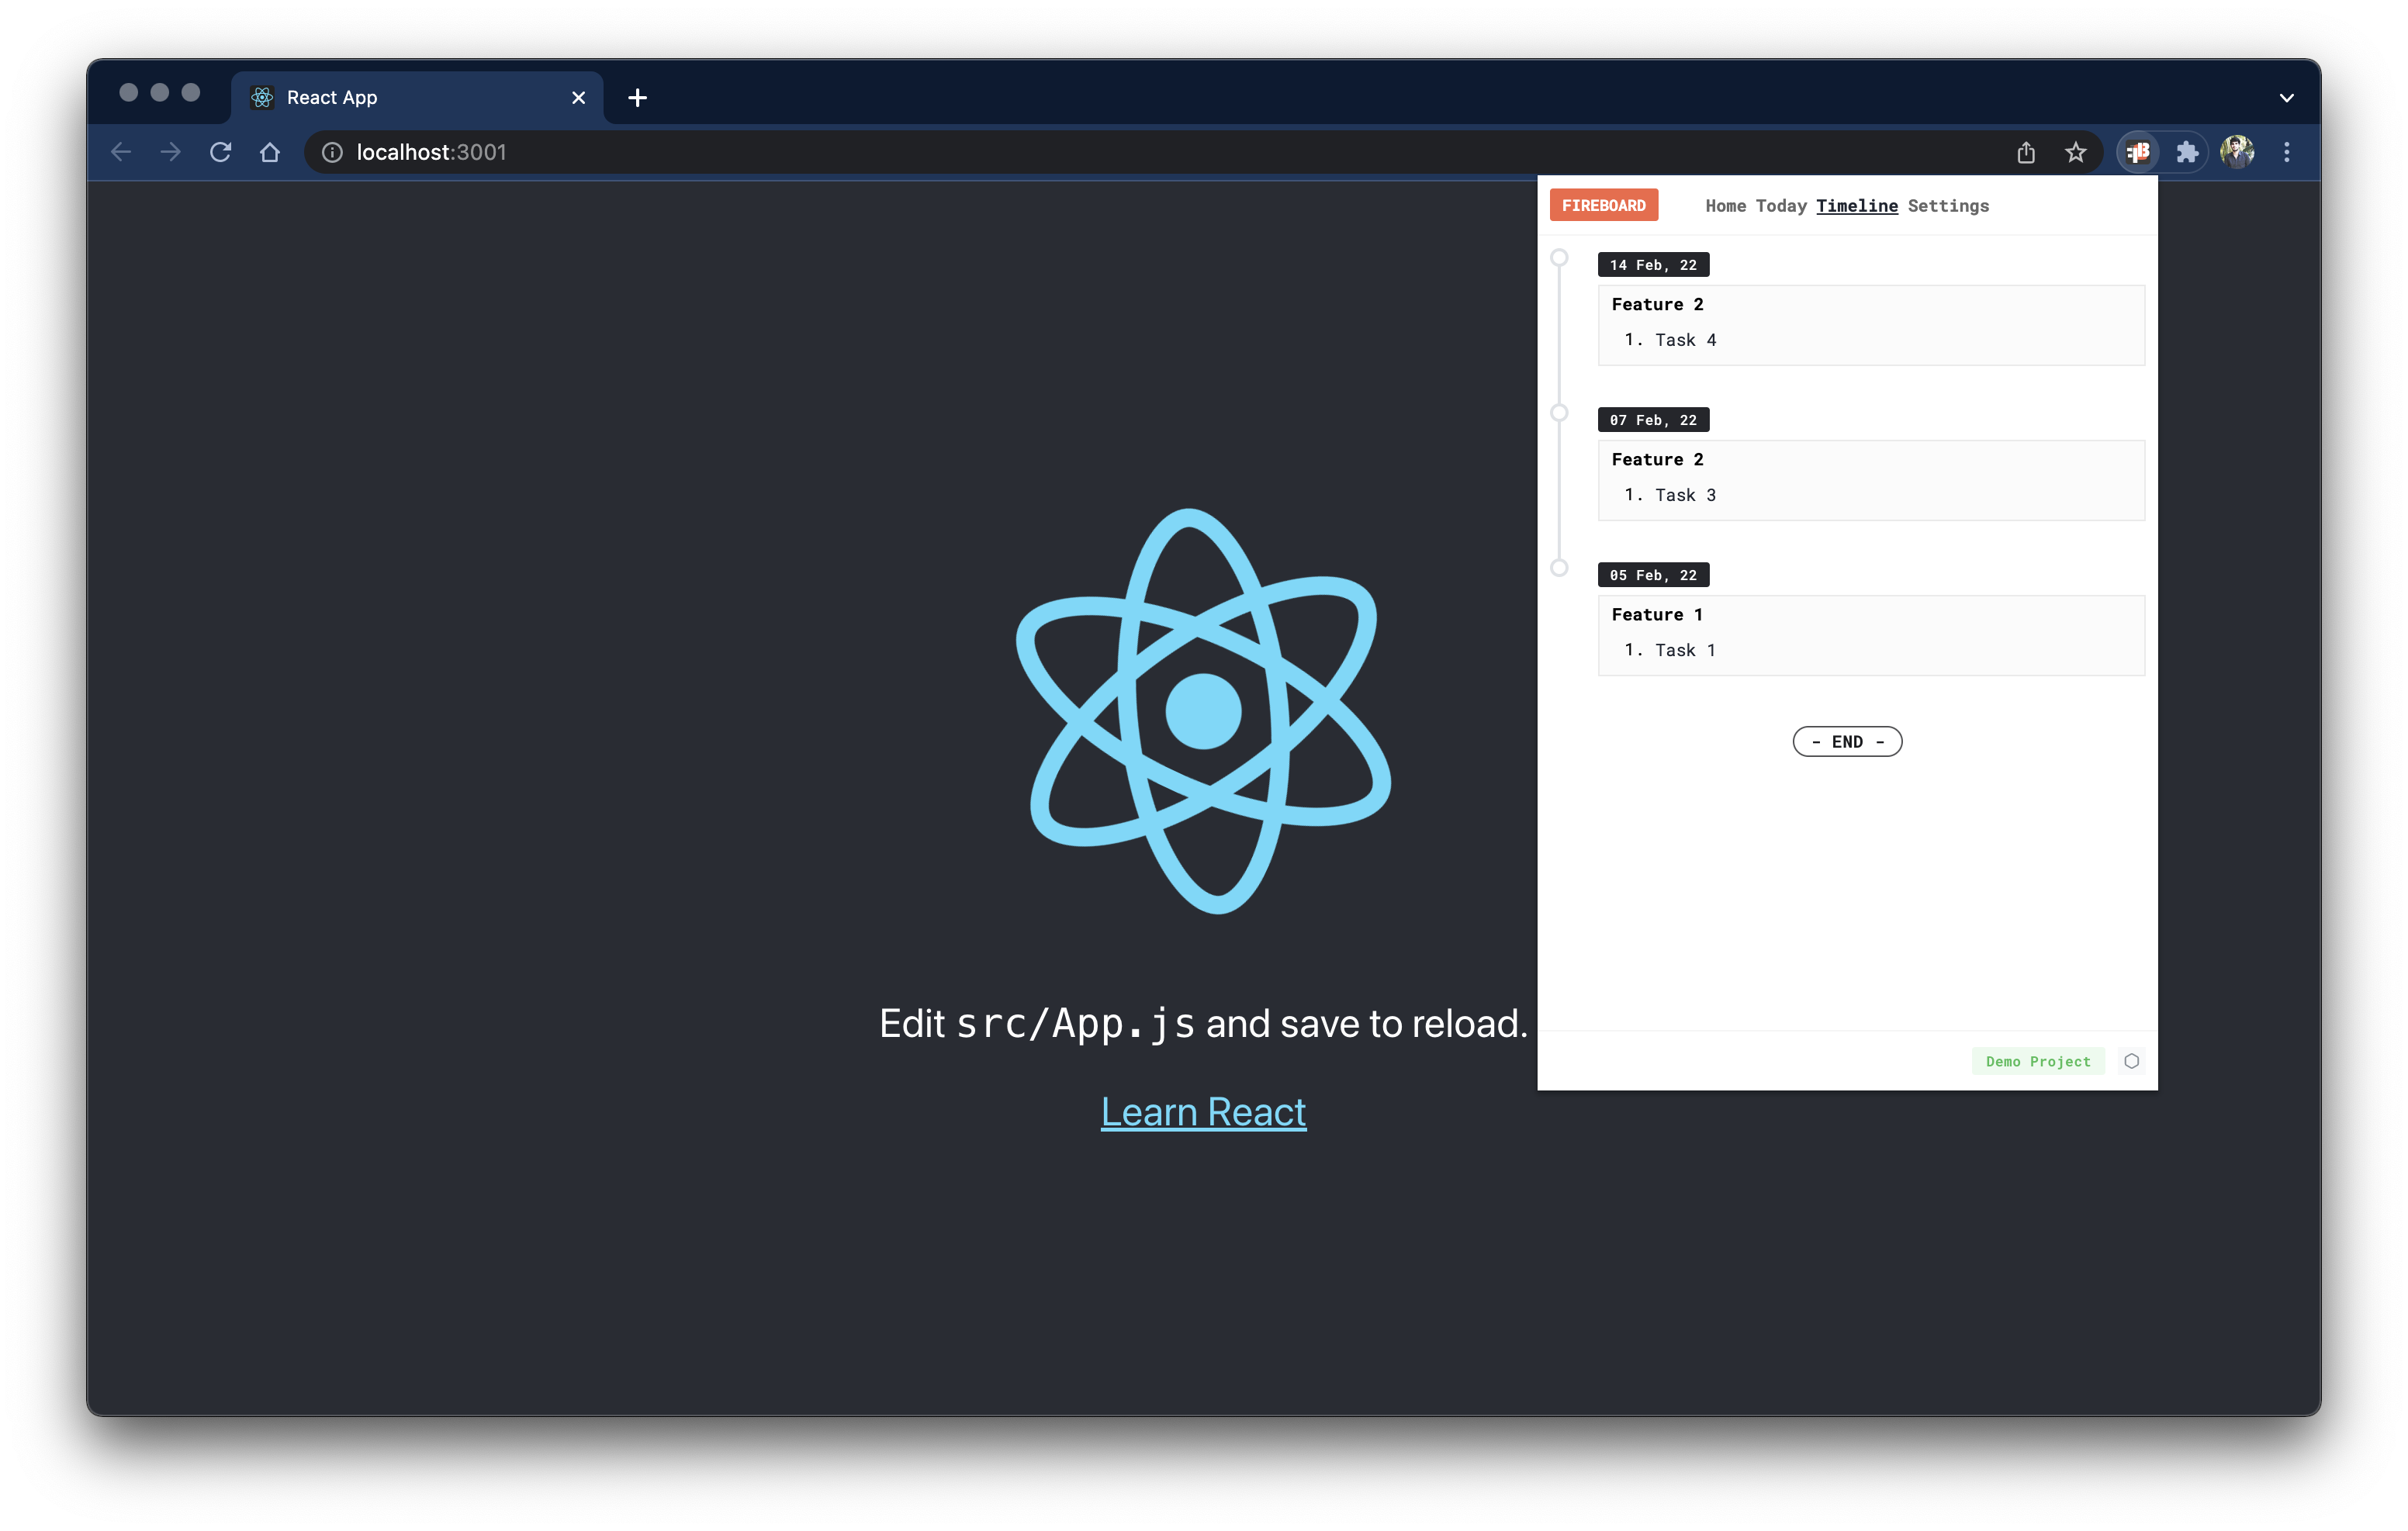 React App
localhost:3001
FIREBOARD Home Today Timeline Settings
14 Feb, 22
Feature 2
1. Task 4
07 Feb, 22
Feature 2
1. Task 3
05 Feb, 22
Feature 1
1. Task 1
- END -
Demo Project
Edit src/App.js and save to reload.
Learn React